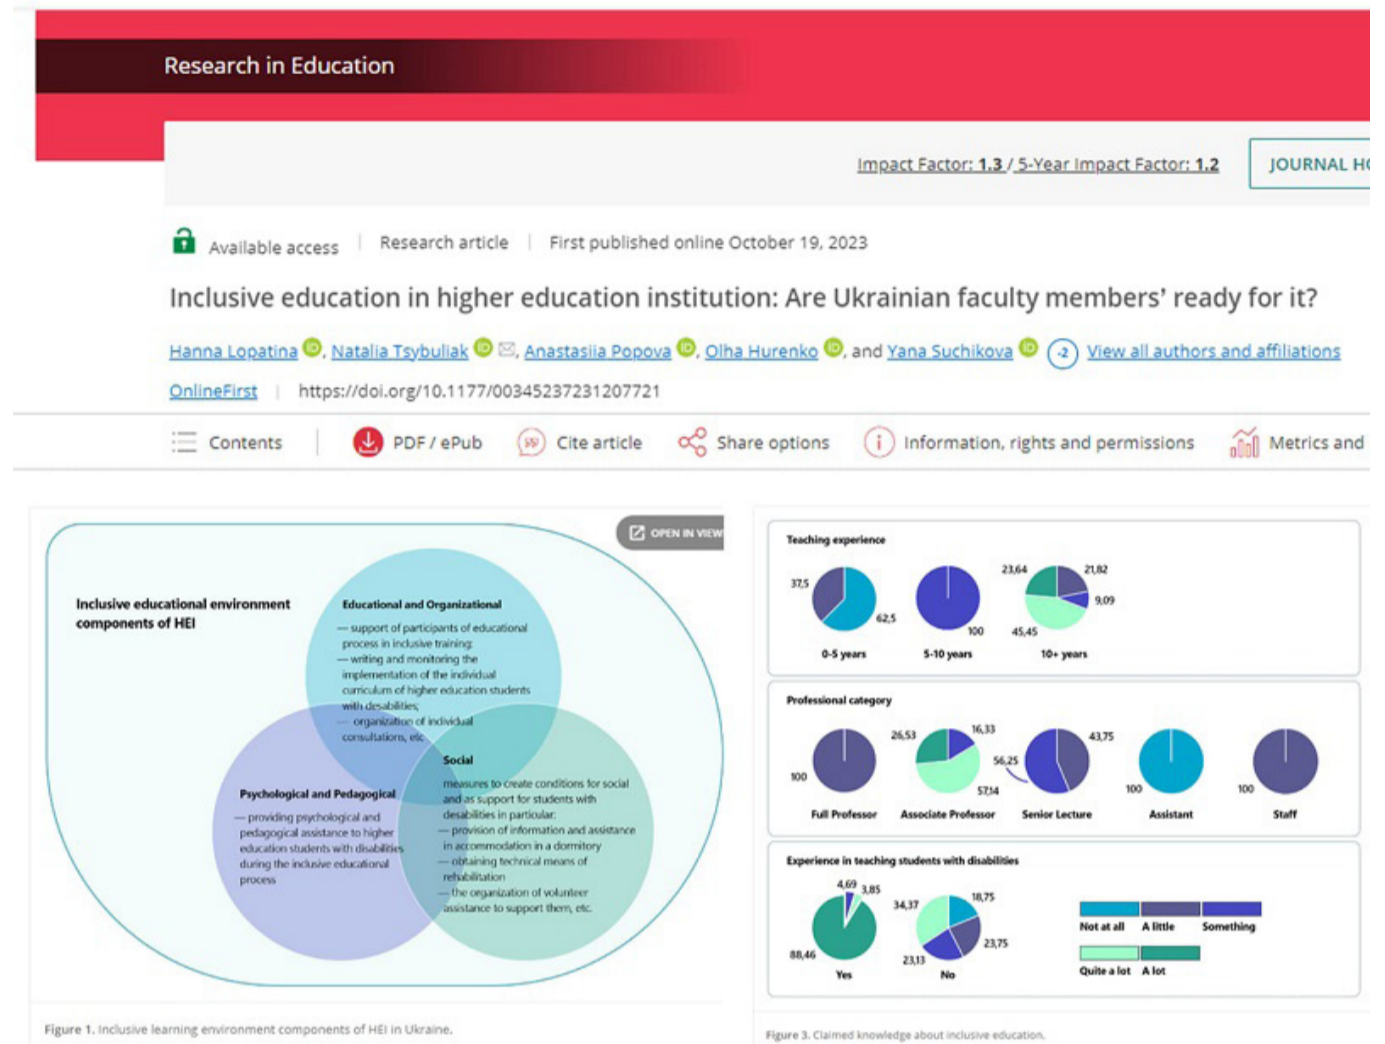 Research in Education
Impact Factor: 1.3 / 5-Year Impact Factor: 1.2
JOURNAL HO
Available access
Research article
First published online October 19, 2023
Inclusive education in higher education institution: Are Ukrainian faculty members’ ready for it?
Hanna Lopatina iD, Natalia Tsybuliak iD, Anastasiia Popova iD, Olha Hurenko iD, and Yana Suchikova iD -2 View all authors and affiliations
OnlineFirst
https://doi.org/10.1177/003452372312077​21
Contents
PDF / ePub
Cite article
Share options
Information, rights and permissions
Metrics and
OPEN IN VIEW
Inclusive educational environment
components of HEI
Educational and Organizational
— support of participants of educational
process in inclusive training;
— writing and monitoring the
implementation of the individual
curriculum of higher education students
with desabilities;
— organization of individual
consultations, etc
Psychological and Pedagogical
— providing psychological and
pedagogical assistance to higher
education students with disabilities
during the inclusive educational
process
Social
measures to create conditions for social
and as support for students with
desabilities in particular:
— provision of information and assistance
in accommodation in a dormitory
— obtaining technical means of
rehabilitation
— the organization of volunteer
assistance to support them, etc.
Figure 1. Inclusive learning environment components of HEI in Ukraine.
Teaching experience
37,5
62,5
0-5 years
100
5-10 years
23,64
21,82
9,09
45,45
10+ years
Professional category
100
Full Professor
26,53
16,33
57,14
Associate Professor
56,25
43,75
Senior Lecture
100
Assistant
100
Staff
Experience in teaching students with disabilities
4,69
3,85
88,46
Yes
34,37
18,75
23,75
23,13
No
Not at all
A little
Something
Quite a lot
A lot
Figure 3. Claimed knowledge about inclusive education.